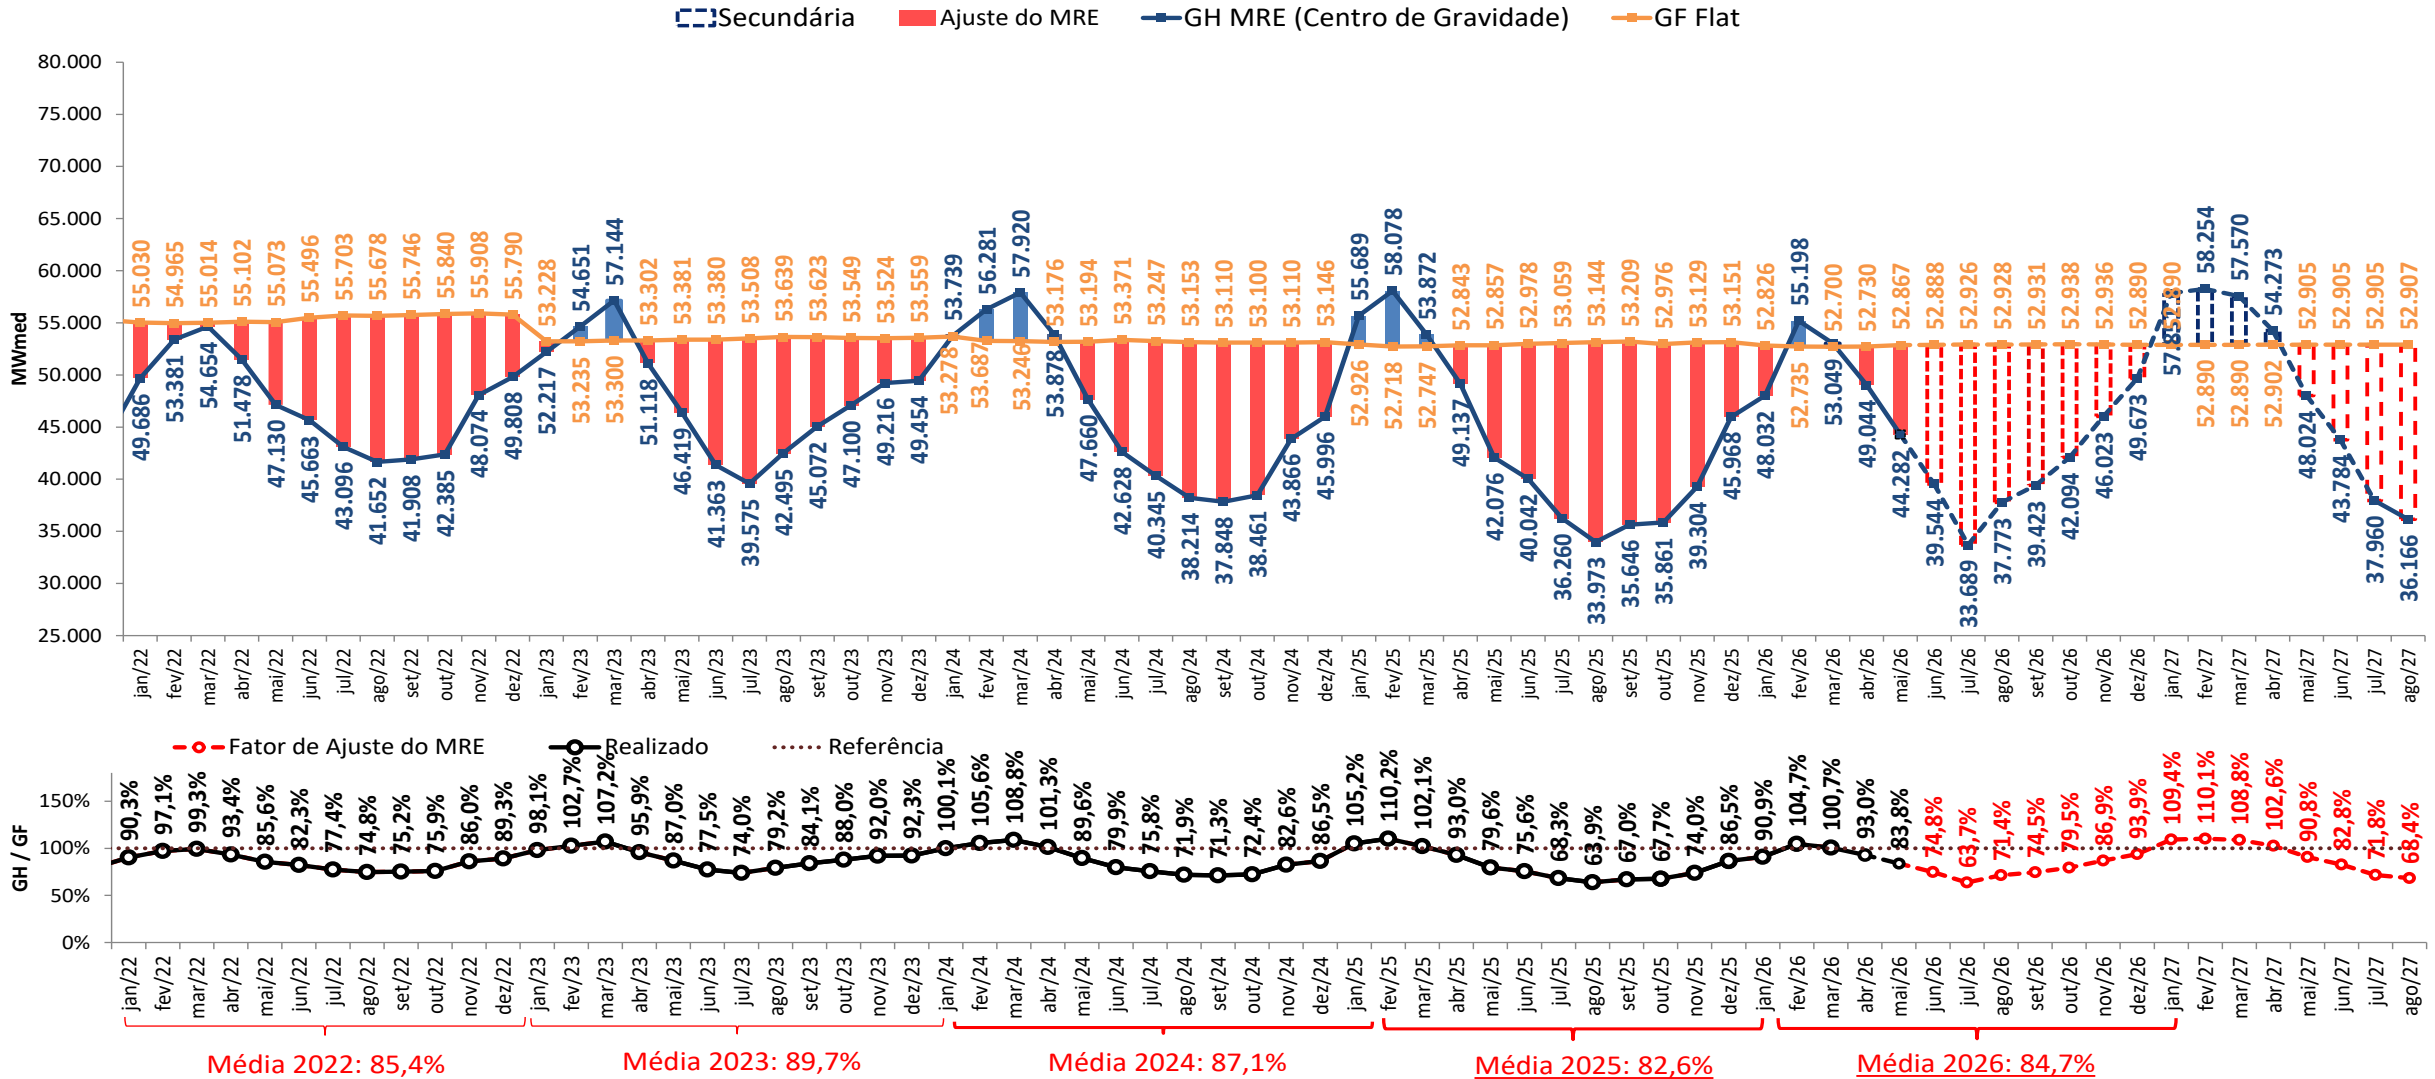 Secundária Ajuste do MRE GH MRE (Centro de Gravidade) GF Flat
MWmed
80.000
75.000
70.000
65.000
60.000
55.000
50.000
45.000
40.000
35.000
30.000
25.000
55.030 54.965 55.014 55.102 55.073 55.496 55.703 55.678 55.746 55.840 55.908 55.790 53.228 53.235 53.300 53.302 53.381 53.380 53.508 53.639 53.623 53.549 53.524 53.559 53.278 53.687 53.246 53.176 53.194 53.371 53.247 53.153 53.110 53.100 53.110 53.146 52.926 52.718 52.747 52.843 52.857 52.978 53.059 53.144 53.209 52.976 53.129 53.151 52.826 52.735 52.700 52.730 52.867 52.888 52.926 52.928 52.931 52.938 52.936 52.890 52.890 52.890 52.890 52.902 52.905 52.905 52.905 52.907
49.686 53.381 54.654 51.478 47.130 45.663 43.096 41.652 41.908 42.385 48.074 49.808 52.217 54.651 57.144 51.118 46.419 41.363 39.575 42.495 45.072 47.100 49.216 49.454 53.739 56.281 57.920 53.878 47.660 42.628 40.345 38.214 37.848 38.461 43.866 45.996 55.689 58.078 53.872 49.137 42.076 40.042 36.260 33.973 35.646 35.861 39.304 45.968 48.032 55.198 53.049 49.044 44.282 39.544 33.689 37.773 39.423 42.094 46.023 49.673 58.254 57.570 54.273 48.024 43.784 37.960 36.166
jan/22 fev/22 mar/22 abr/22 mai/22 jun/22 jul/22 ago/22 set/22 out/22 nov/22 dez/22 jan/23 fev/23 mar/23 abr/23 mai/23 jun/23 jul/23 ago/23 set/23 out/23 nov/23 dez/23 jan/24 fev/24 mar/24 abr/24 mai/24 jun/24 jul/24 ago/24 set/24 out/24 nov/24 dez/24 jan/25 fev/25 mar/25 abr/25 mai/25 jun/25 jul/25 ago/25 set/25 out/25 nov/25 dez/25 jan/26 fev/26 mar/26 abr/26 mai/26 jun/26 jul/26 ago/26 set/26 out/26 nov/26 dez/26 jan/27 fev/27 mar/27 abr/27 mai/27 jun/27 jul/27 ago/27
Fator de Ajuste do MRE Realizado Referência
GH / GF
150%
100%
50%
0%
90,3% 97,1% 99,3% 93,4% 85,6% 82,3% 77,4% 74,8% 75,2% 75,9% 86,0% 89,3% 98,1% 102,7% 107,2% 95,9% 87,0% 77,5% 74,0% 79,2% 84,1% 88,0% 92,0% 92,3% 100,1% 105,6% 108,8% 101,3% 89,6% 79,9% 75,8% 71,9% 71,3% 72,4% 82,6% 86,5% 105,2% 110,2% 102,1% 93,0% 79,6% 75,6% 68,3% 63,9% 67,0% 67,7% 74,0% 86,5% 90,9% 104,7% 100,7% 93,0% 83,8% 74,8% 63,7% 71,4% 74,5% 79,5% 86,9% 93,9% 109,4% 110,1% 108,8% 102,6% 90,8% 82,8% 71,8% 68,4%
jan/22 fev/22 mar/22 abr/22 mai/22 jun/22 jul/22 ago/22 set/22 out/22 nov/22 dez/22 jan/23 fev/23 mar/23 abr/23 mai/23 jun/23 jul/23 ago/23 set/23 out/23 nov/23 dez/23 jan/24 fev/24 mar/24 abr/24 mai/24 jun/24 jul/24 ago/24 set/24 out/24 nov/24 dez/24 jan/25 fev/25 mar/25 abr/25 mai/25 jun/25 jul/25 ago/25 set/25 out/25 nov/25 dez/25 jan/26 fev/26 mar/26 abr/26 mai/26 jun/26 jul/26 ago/26 set/26 out/26 nov/26 dez/26 jan/27 fev/27 mar/27 abr/27 mai/27 jun/27 jul/27 ago/27
Média 2022: 85,4% Média 2023: 89,7% Média 2024: 87,1% Média 2025: 82,6% Média 2026: 84,7%